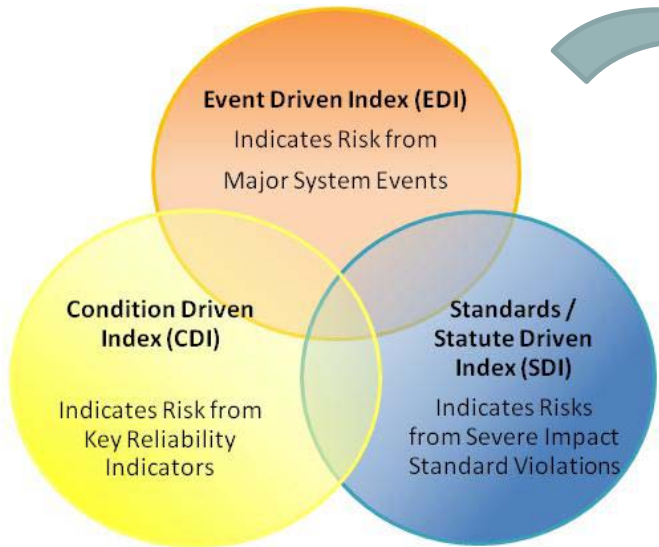 Event Driven Index (EDI)
Indicates Risk from
Major System Events
Condition Driven
Index (CDI)
Indicates Risk from
Key Reliability
Indicators
Standards /
Statute Driven
Index (SDI)
Indicates Risks
from Severe Impact
Standard Violations